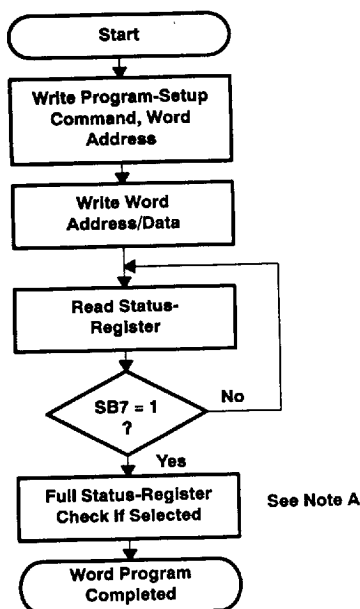 Start
Write Program-Setup
Command, Word
Address
Write Word
Address/Data
Read Status-
Register
SB7 = 1
?
No
Yes
Full Status-Register
Check If Selected
See Note A
Word Program
Completed